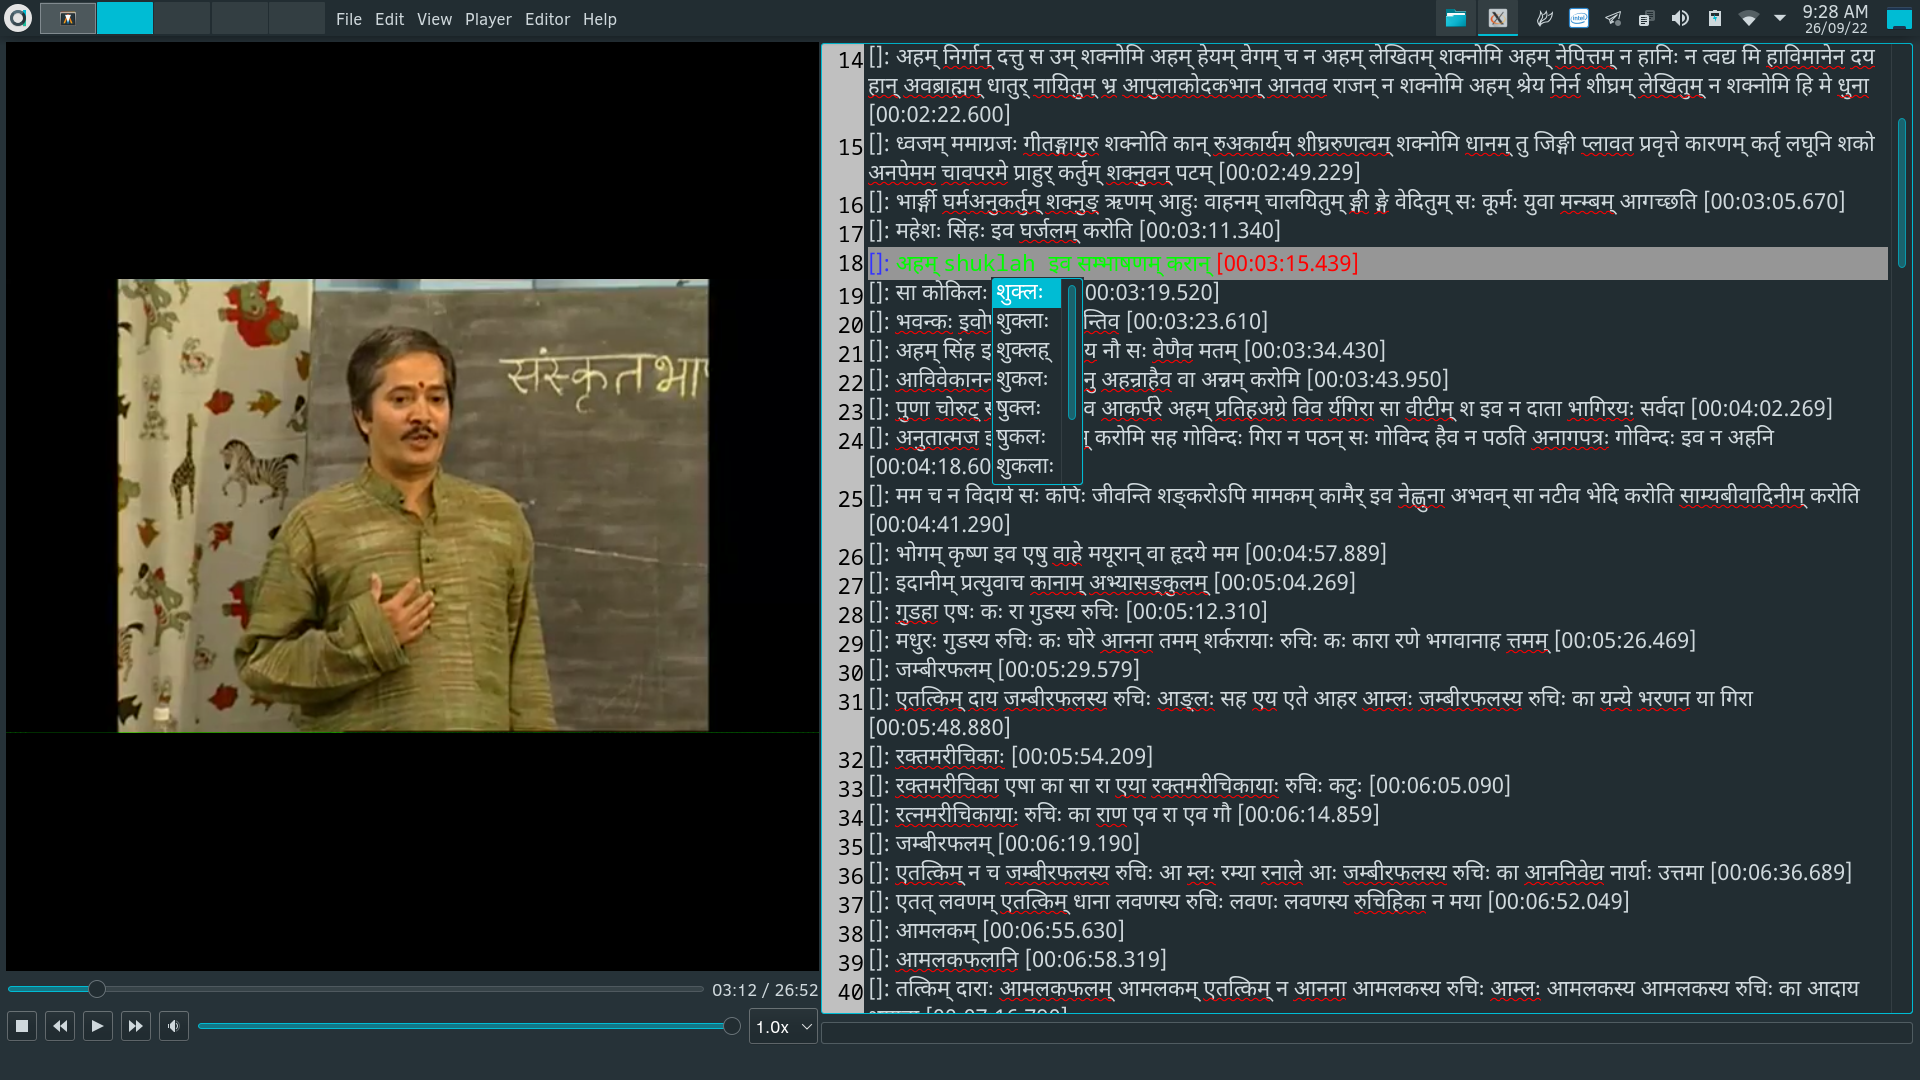 File Edit View Player Editor Help
9:28 AM
26/09/22
संस्कृत भा
03:12 / 26:52
1.0x
14 []: अहम् निर्गान् दत्तु स उम् शक्नोमि अहम् हेयम् वेगम् च न अहम् लेखितम् शक्नोमि अहम् नेपित्तम् न हानिः न त्वद्य मि हाविमानेन दय
हान् अवब्राह्मम् धातुर् नायितुम् भ्र आपुलाकोदकभान् आनतव राजन् न शक्नोमि अहम् श्रेय निर्न शीघ्रम् लेखितुम् न शक्नोमि हि मे धुना
[00:02:22.600]
15 []: ध्वजम् ममाग्रजः गीतङ्गागुरु शक्नोति कान् रुअकार्यम् शीघ्ररुणत्वम् शक्नोमि धानम् तु जिङ्गी प्लावत प्रवृत्ते कारणम् कर्तृ लघूनि शको
अनपेमम चावपरमे प्राहुर् कर्तुम् शक्नुवन् पटम् [00:02:49.229]
16 []: भार्ङ्गी घर्मअनुकर्तुम् शक्नुङ् ऋणम् आहुः वाहनम् चालयितुम् ङ्गी ङ्गे वेदितुम् सः कूर्मः युवा मन्म्बम् आगच्छति [00:03:05.670]
17 []: महेशः सिंहः इव घर्जलम् करोति [00:03:11.340]
18 []: अहम् shuklah इव सम्भाषणम् करान् [00:03:15.439]
19 []: सा कोकिलः 00:03:19.520]
शुक्लः
शुक्लाः
शुक्लह्
शुकलः
षुक्लः
षुकलः
शुकलाः
20 []: भवन्कः न्तिव [00:03:23.610]
21 []: अहम् सिंह य नौ सः वेणैव मतम् [00:03:34.430]
22 []: आविवेकानन नु अहन्राहैव वा अन्नम् करोमि [00:03:43.950]
23 []: पुणा चोरुट् व आकर्परे अहम् प्रतिहअग्रे विव र्यगिरा सा वीटीम् श इव न दाता भागिरयः सर्वदा [00:04:02.269]
24 []: अनुतात्मज करोमि सह गोविन्दः गिरा न पठन् सः गोविन्द हैव न पठति अनागपत्रः गोविन्दः इव न अहनि
[00:04:18.60
25 []: मम च न विदार्य सः कपिः जीवन्ति शङ्करोऽपि मामकम् कामैर् इव नेह्णुना अभवन् सा नटीव भेदि करोति साम्यबीवादिनीम् करोति
[00:04:41.290]
26 []: भोगम् कृष्ण इव एषु वाहे मयूरान् वा हृदये मम [00:04:57.889]
27 []: इदानीम् प्रत्युवाच कानाम् अभ्यासङ्कुलम् [00:05:04.269]
28 []: गुडहा एषः कः रा गुडस्य रुचिः [00:05:12.310]
29 []: मधुरः गुडस्य रुचिः कः घोरे आनना तमम् शर्करायाः रुचिः कः कारा रणे भगवानाह त्तमम् [00:05:26.469]
30 []: जम्बीरफलम् [00:05:29.579]
31 []: एतत्किम् दाय जम्बीरफलस्य रुचिः आङ्लः सह एय एते आहर आम्लः जम्बीरफलस्य रुचिः का यन्ये भरणन या गिरा
[00:05:48.880]
32 []: रक्तमरीचिकाः [00:05:54.209]
33 []: रक्तमरीचिका एषा का सा रा एया रक्तमरीचिकायाः रुचिः कटुः [00:06:05.090]
34 []: रत्नमरीचिकायाः रुचिः का राण एव रा एव गौ [00:06:14.859]
35 []: जम्बीरफलम् [00:06:19.190]
36 []: एतत्किम् न च जम्बीरफलस्य रुचिः आ म्लः रम्या रनाले आः जम्बीरफलस्य रुचिः का आननिवेद्य नार्याः उत्तमा [00:06:36.689]
37 []: एतत् लवणम् एतत्किम् धाना लवणस्य रुचिः लवणः लवणस्य रुचिहिका न मया [00:06:52.049]
38 []: आमलकम् [00:06:55.630]
39 []: आमलकफलानि [00:06:58.319]
40 []: तत्किम् दाराः आमलकफलम् आमलकम् एतत्किम् न आनना आमलकस्य रुचिः आम्लः आमलकस्य आमलकस्य रुचिः का आदाय